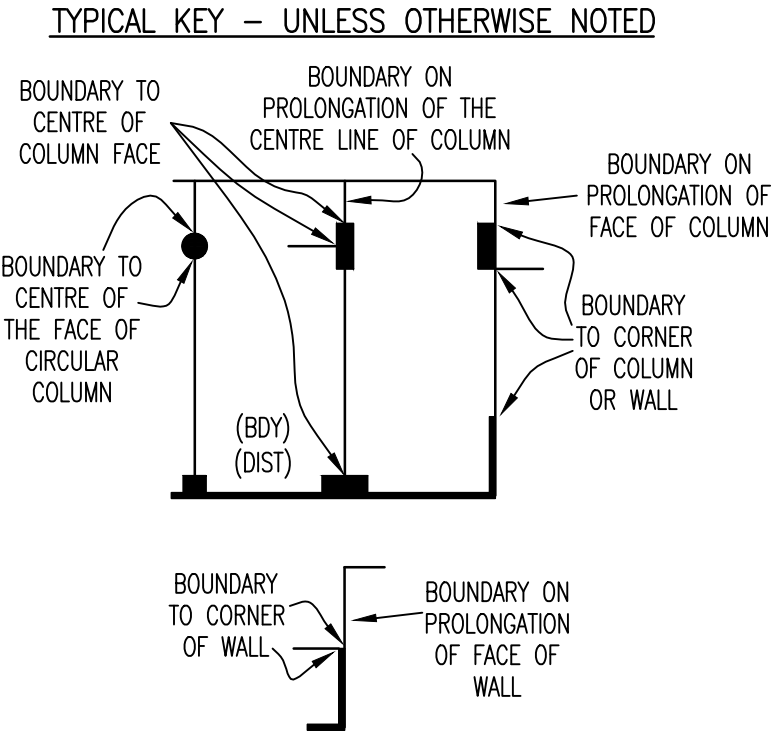 TYPICAL KEY – UNLESS OTHERWISE NOTED
BOUNDARY TO
CENTRE OF
COLUMN FACE
BOUNDARY ON
PROLONGATION OF THE
CENTRE LINE OF COLUMN
BOUNDARY ON
PROLONGATION OF
FACE OF COLUMN
BOUNDARY TO
CENTRE OF
THE FACE OF
CIRCULAR
COLUMN
BOUNDARY
TO CORNER
OF COLUMN
OR WALL
(BDY)
(DIST)
BOUNDARY
TO CORNER
OF WALL
BOUNDARY ON
PROLONGATION
OF FACE OF
WALL